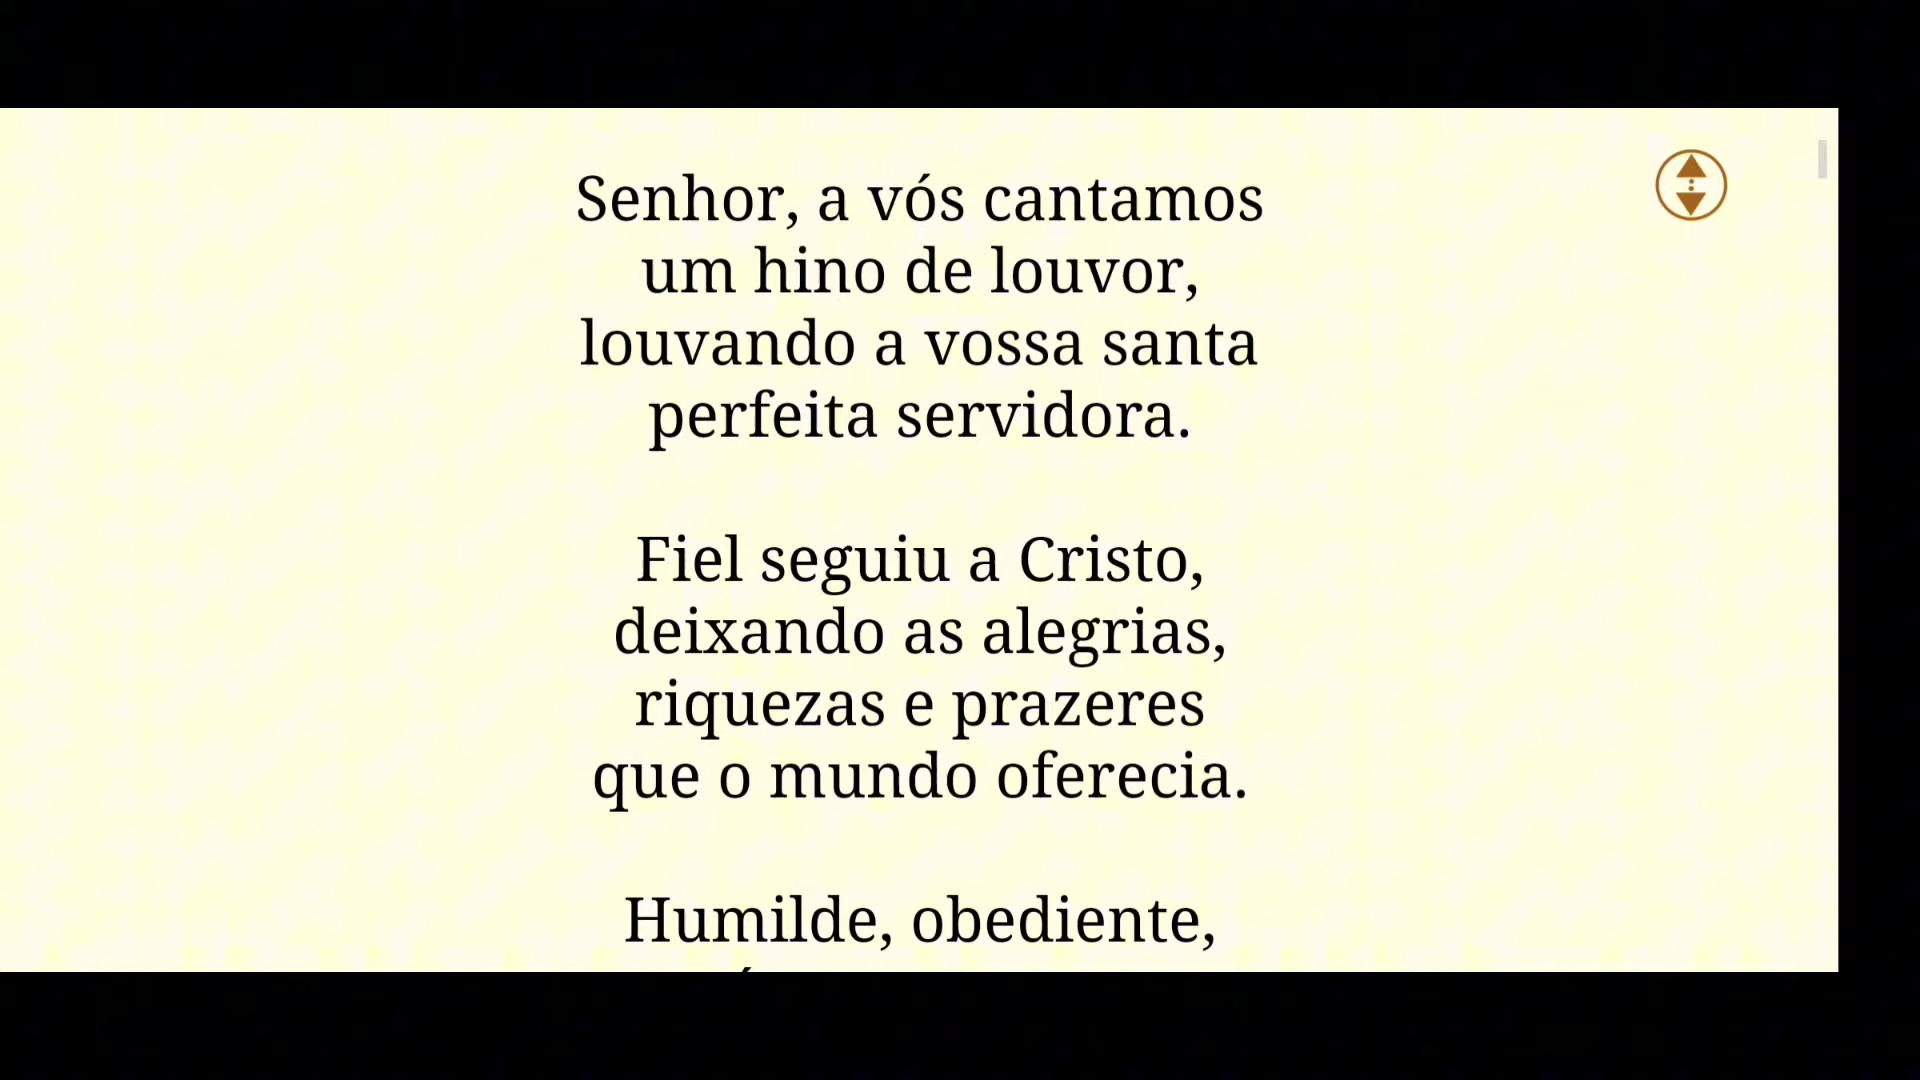 Senhor, a vós cantamos
um hino de louvor,
louvando a vossa santa
perfeita servidora.
Fiel seguiu a Cristo,
deixando as alegrias,
riquezas e prazeres
que o mundo oferecia.
Humilde, obediente,